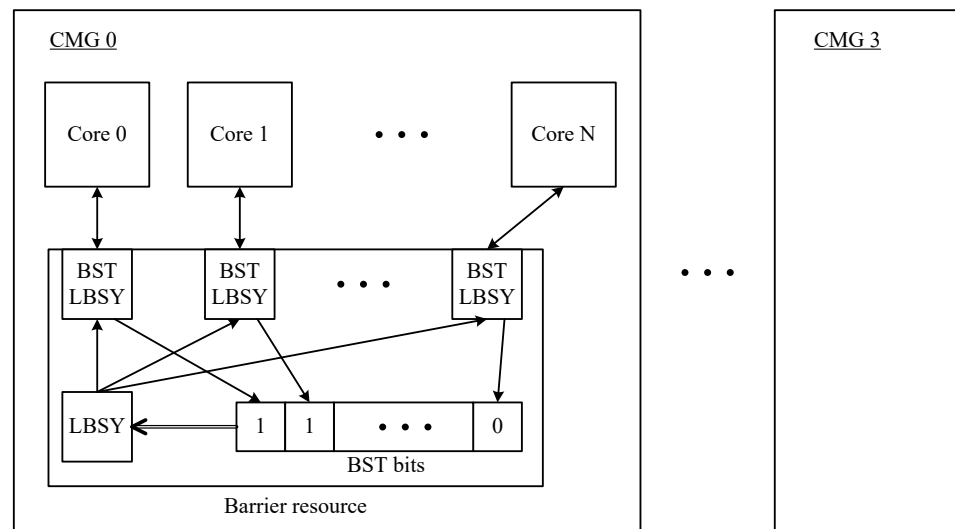 CMG 0
CMG 3
Core 0
Core 1
• • •
Core N
BST
LBSY
BST
LBSY
• • •
BST
LBSY
• • •
LBSY
1
1
• • •
0
BST bits
Barrier resource